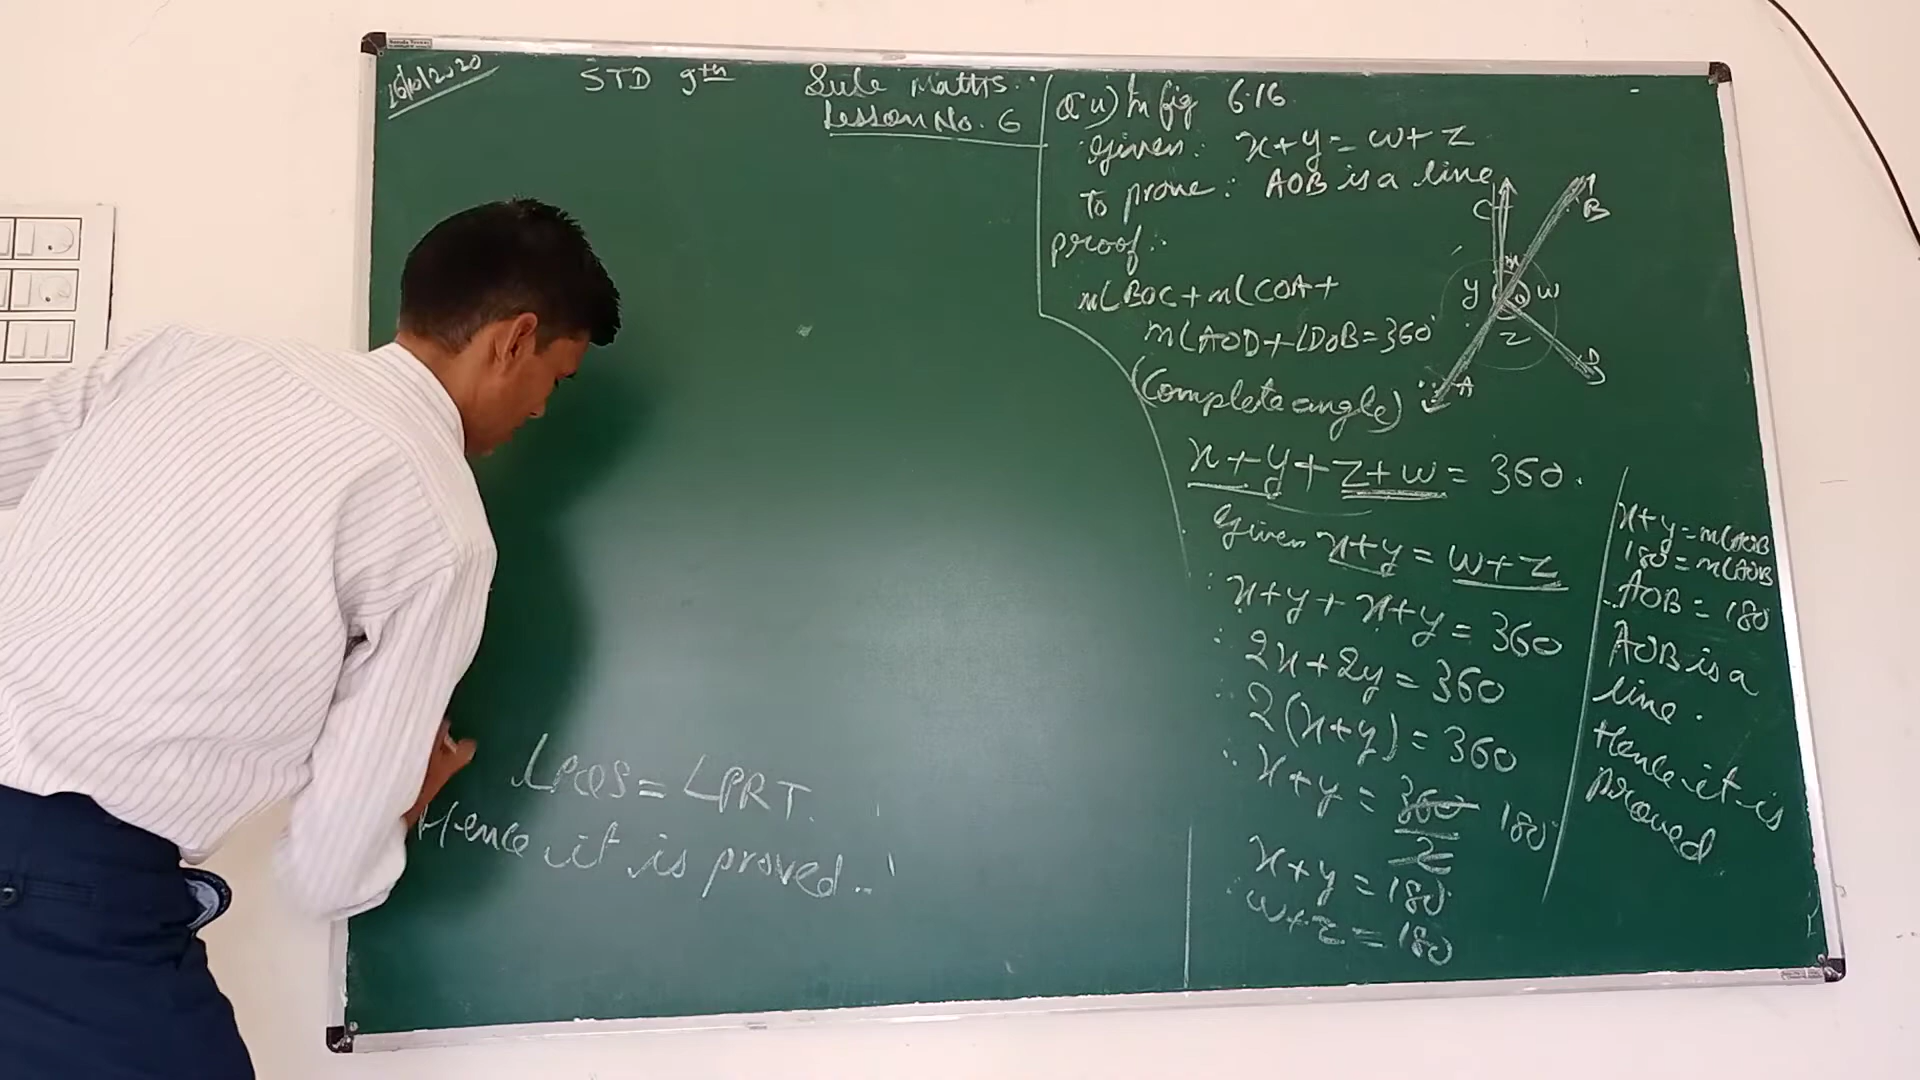 16/10/2020
STD 9th
Sub:- Maths.
Lesson No. 6
∠PQS = ∠PRT.
Hence it is proved..
Q4) In fig 6.16
Given: x+y = w+z
To prove: AOB is a line
proof:
m∠BOC + m∠COA +
m∠AOD + ∠DOB = 360°
(Complete angle)
C
B
x
y
O
w
z
D
A
x+y+z+w = 360.
Given x+y = w+z
∴ x+y+x+y = 360
∴ 2x+2y = 360
∴ 2(x+y) = 360
∴ x+y = 360/2 180°
x+y = 180
∴ w+z = 180
x+y = m∠AOB
180 = m∠AOB
∴ AOB = 180
AOB is a
line.
Hence it is
proved